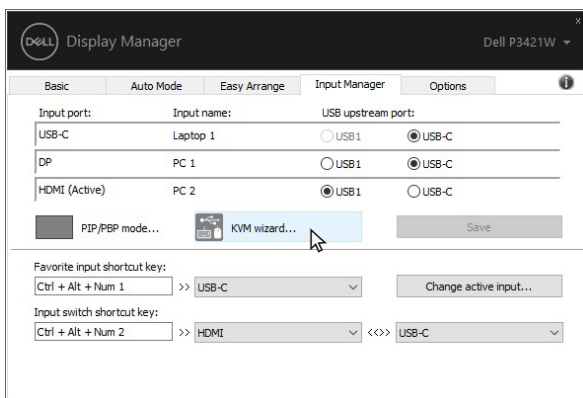 DELL Display Manager Dell P3421W
x
Basic Auto Mode Easy Arrange Input Manager Options
Input port: Input name: USB upstream port:
USB-C Laptop 1 USB1 USB-C
DP PC 1 USB1 USB-C
HDMI (Active) PC 2 USB1 USB-C
PIP/PBP mode... KVM wizard... Save
Favorite input shortcut key:
Ctrl + Alt + Num 1 >> USB-C Change active input...
Input switch shortcut key:
Ctrl + Alt + Num 2 >> HDMI <<>> USB-C